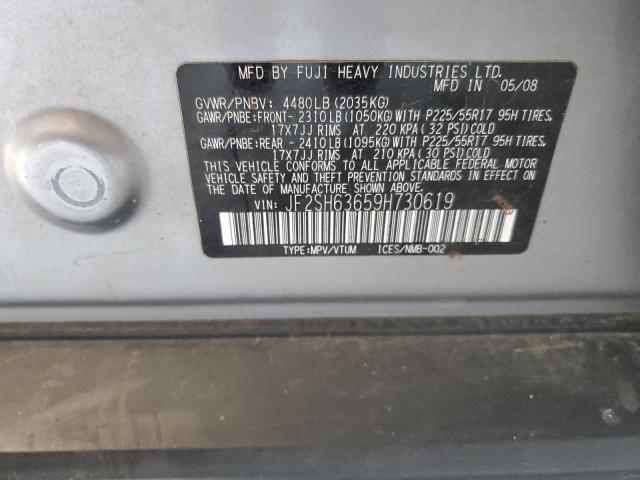 MFD BY FUJI HEAVY INDUSTRIES LTD.
MFD IN 05/08
GVWR/PNBV: 4480LB(2035KG)
GAWR/PNBE:FRONT-2310LB(1050KG)WITH P225/55R17 95H TIRES,
17X7JJ RIMS AT 220 KPA(32 PSI)COLD
GAWR/PNBE:REAR -2410LB(1095KG)WITH P225/55R17 95H TIRES,
17X7JJ RIMS AT 210 KPA(30 PSI)COLD
THIS VEHICLE CONFORMS TO ALL APPLICABLE FEDERAL MOTOR
VEHICLE SAFETY AND THEFT PREVENTION STANDARDS IN EFFECT
ON THE DATE OF MANUFACTURE SHOWN ABOVE.
VIN: JF2SH63659H730619
TYPE:MPV/VTUM ICES/NMB-002